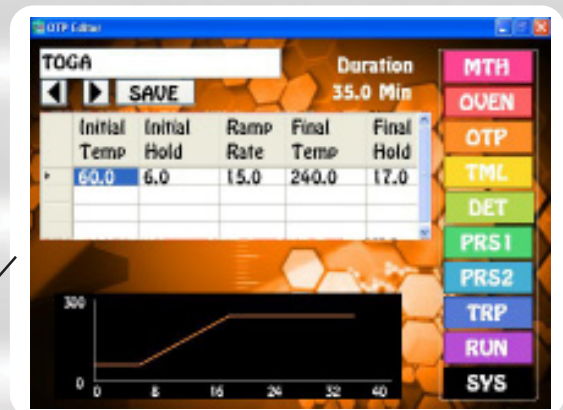 OTP Editor
TOGA
Duration
35.0 Min
SAVE
Initial Temp Initial Hold Ramp Rate Final Temp Final Hold
60.0 6.0 15.0 240.0 17.0
300
0
0 8 16 24 32 40
MTH
OVEN
OTP
TML
DET
PRS1
PRS2
TRP
RUN
SYS